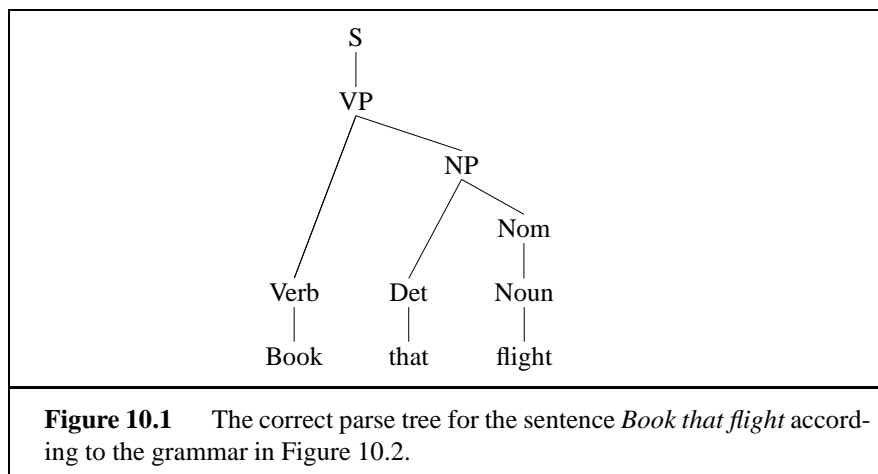 S
VP
NP
Nom
Verb Det Noun
Book that flight
Figure 10.1 The correct parse tree for the sentence Book that flight accord-
ing to the grammar in Figure 10.2.